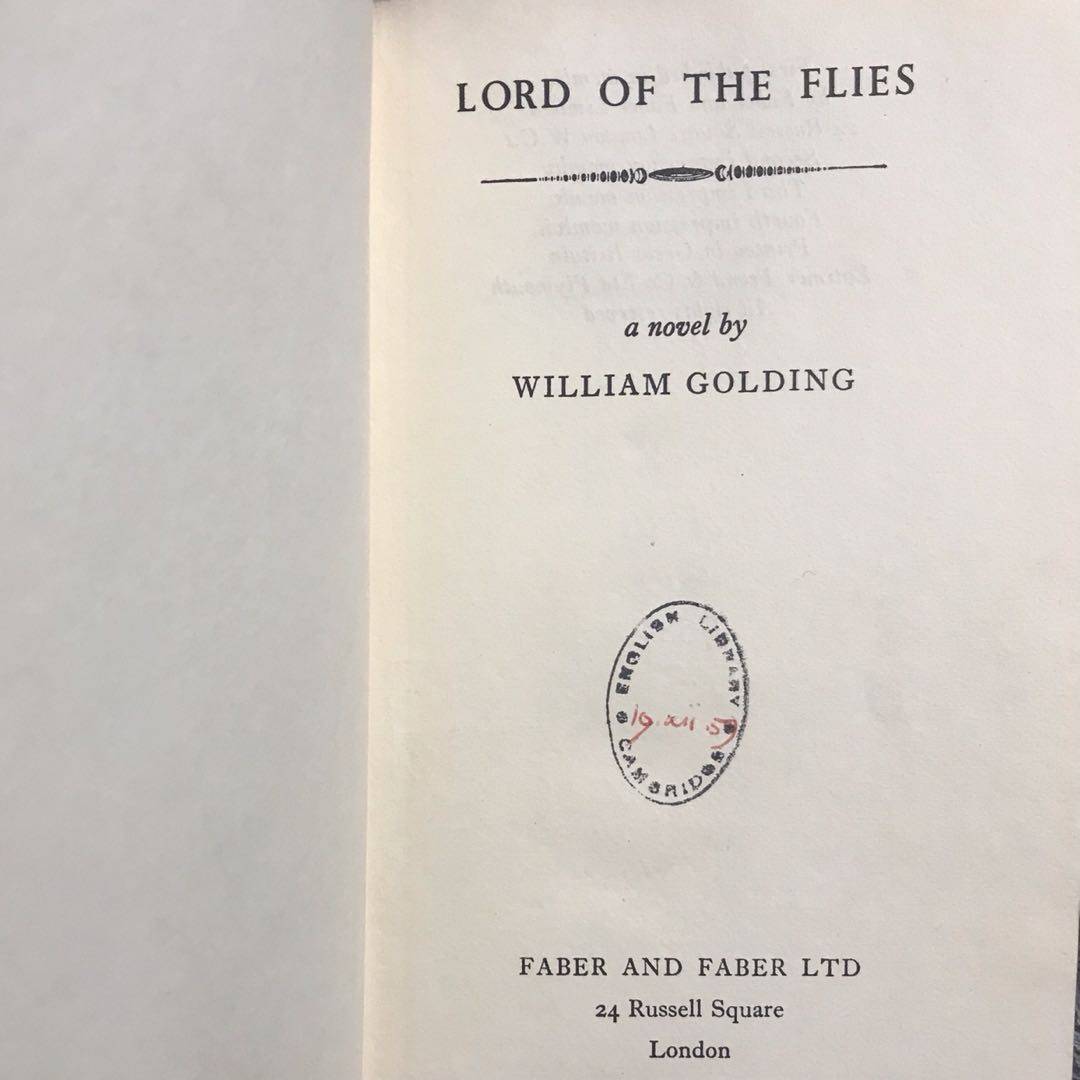 LORD OF THE FLIES
a novel by
WILLIAM GOLDING
ENGLISH LIBRARY
19.xii.59
CAMBRIDGE
FABER AND FABER LTD
24 Russell Square
London